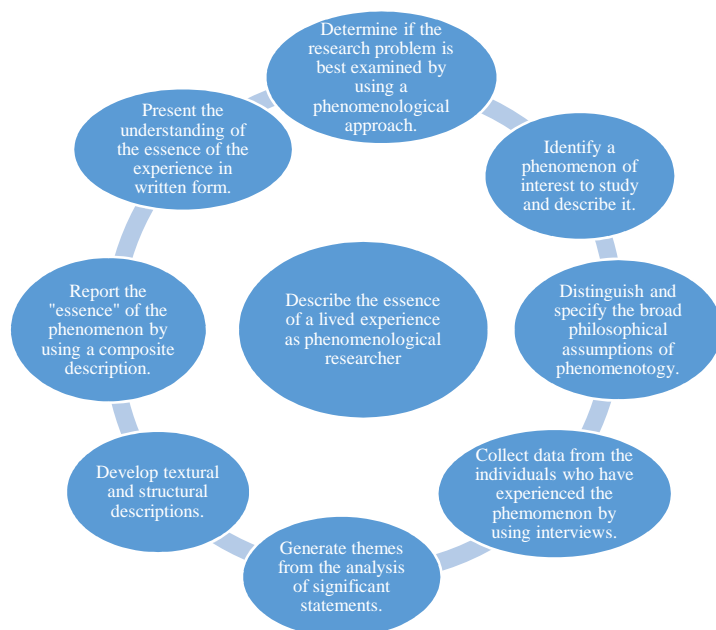 Determine if the
research problem is
best examined by
using a
phenomenological
approach.
Identify a
phenomenon of
interest to study
and describe it.
Distinguish and
specify the broad
philosophical
assumptions of
phenomenotogy.
Collect data from the
individuals who have
experienced the
phemomenon by
using interviews.
Generate themes
from the analysis
of significant
statements.
Develop textural
and structural
descriptions.
Report the
"essence" of the
phenomenon by
using a composite
description.
Present the
understanding of
the essence of the
experience in
written form.
Describe the essence
of a lived experience
as phenomenological
researcher